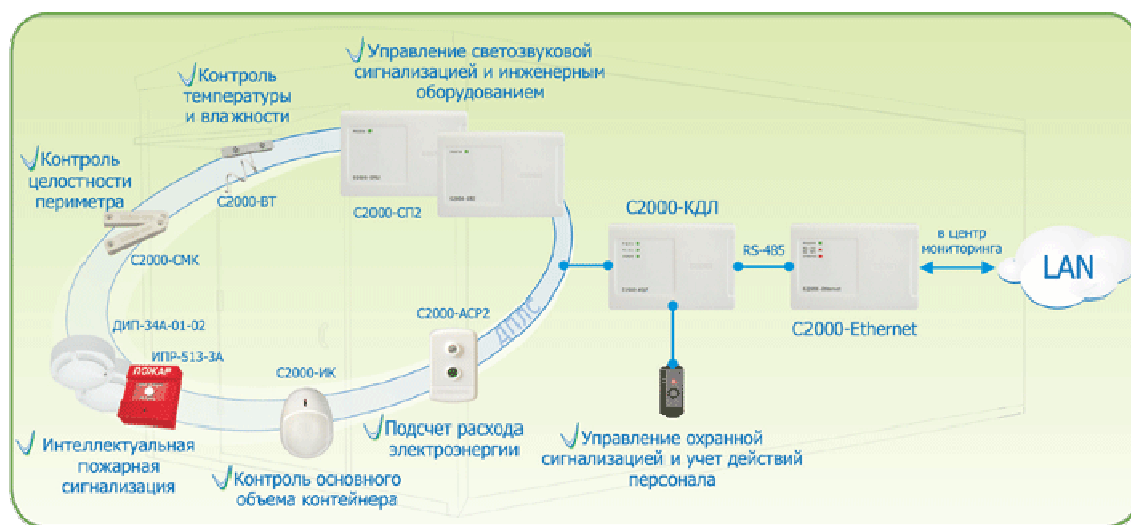 Управление светозвуковой
сигнализацией и инженерным
оборудованием
Контроль
температуры
и влажности
Контроль
целостности
периметра
С2000-ВТ
С2000-СП2
С2000-СМК
С2000-КДЛ
RS-485
в центр
мониторинга
LAN
С2000-Ethernet
ДПЛС
С2000-АСР2
ДИП-34А-01-02
ИПР-513-3А
ПОЖАР
С2000-ИК
Интеллектуальная
пожарная
сигнализация
Контроль основного
объема контейнера
Подсчет расхода
электроэнергии
Управление охранной
сигнализацией и учет действий
персонала